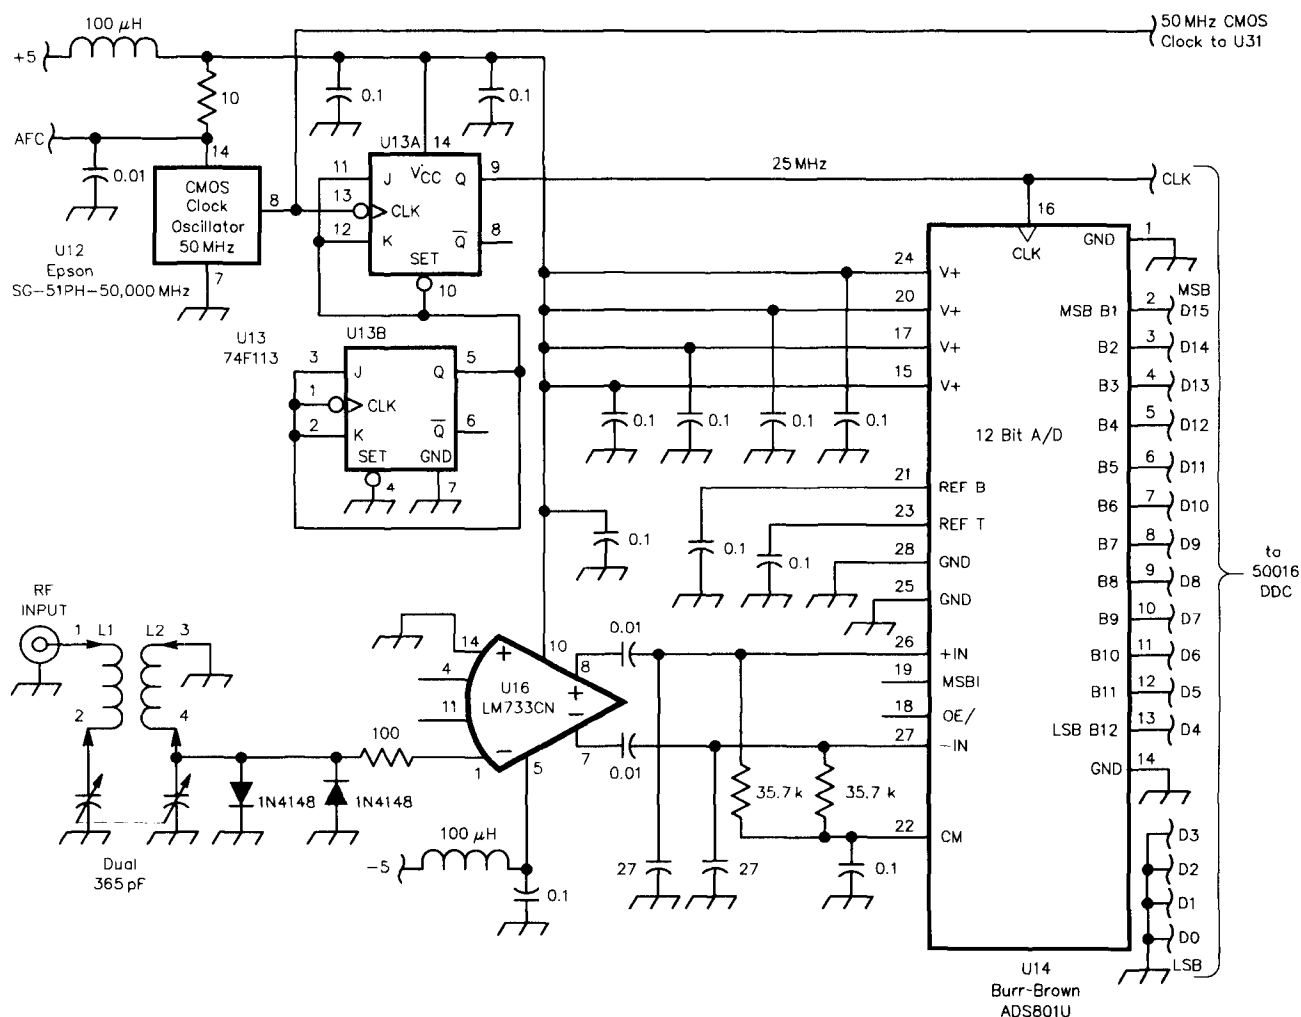 100 µH
50 MHz CMOS
Clock to U31
+5
10
0.1
0.1
AFC
14
0.01
CMOS
Clock
Oscillator
50 MHz
8
7
U12
Epson
SG-51PH-50,000 MHz
U13A
14
11
J
VCC
Q
9
13
CLK
12
K
Q
8
SET
10
25 MHz
CLK
16
CLK
GND
1
U13
74F113
U13B
3
J
Q
5
1
CLK
2
K
Q
6
SET
GND
4
7
24
V+
20
V+
17
V+
15
V+
0.1
0.1
0.1
0.1
12 Bit A/D
MSB
MSB B1
2
D15
B2
3
D14
B3
4
D13
B4
5
D12
B5
6
D11
B6
7
D10
B7
8
D9
B8
9
D8
B9
10
D7
B10
11
D6
B11
12
D5
LSB B12
13
D4
GND
14
D3
D2
D1
D0
LSB
to
50016
DDC
21
REF B
23
REF T
28
GND
25
GND
0.1
0.1
0.1
26
+IN
19
MSBI
18
OE/
27
-IN
22
CM
RF
INPUT
1
L1
L2
3
2
4
Dual
365 pF
1N4148
1N4148
100
14
+
4
11
−
1
U16
LM733CN
10
8
+
−
7
5
0.01
0.01
35.7 k
35.7 k
27
27
0.1
100 µH
-5
0.1
U14
Burr-Brown
ADS801U